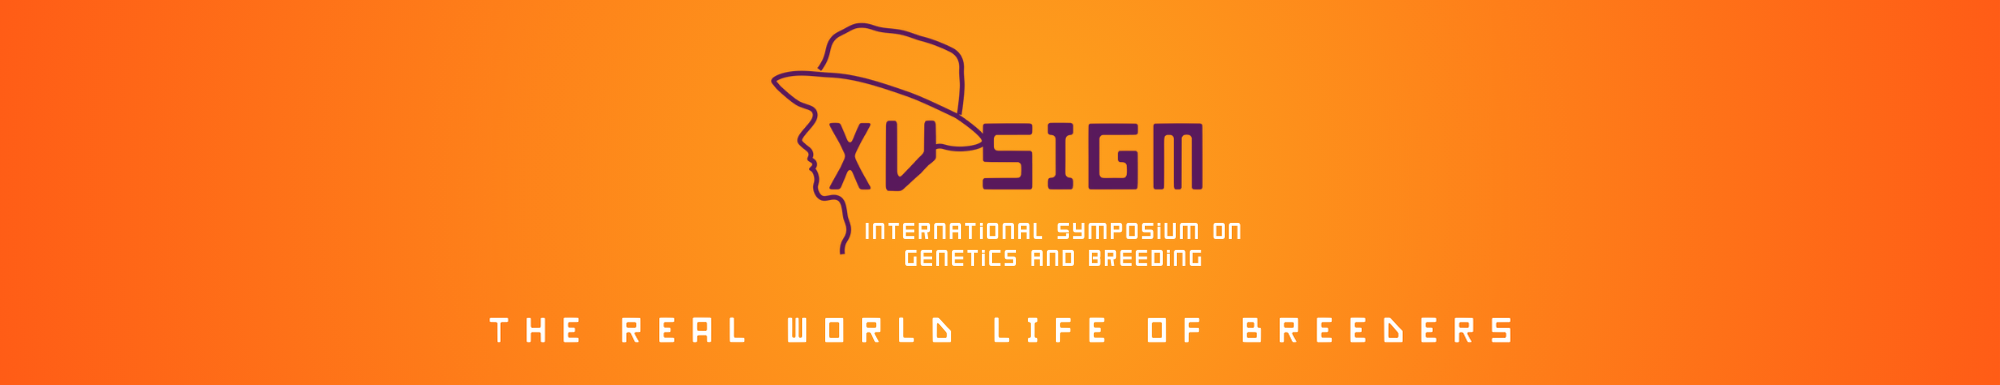 XV SIGM
INTERNATIONAL SYMPOSIUM ON
GENETICS AND BREEDING
THE REAL WORLD LIFE OF BREEDERS